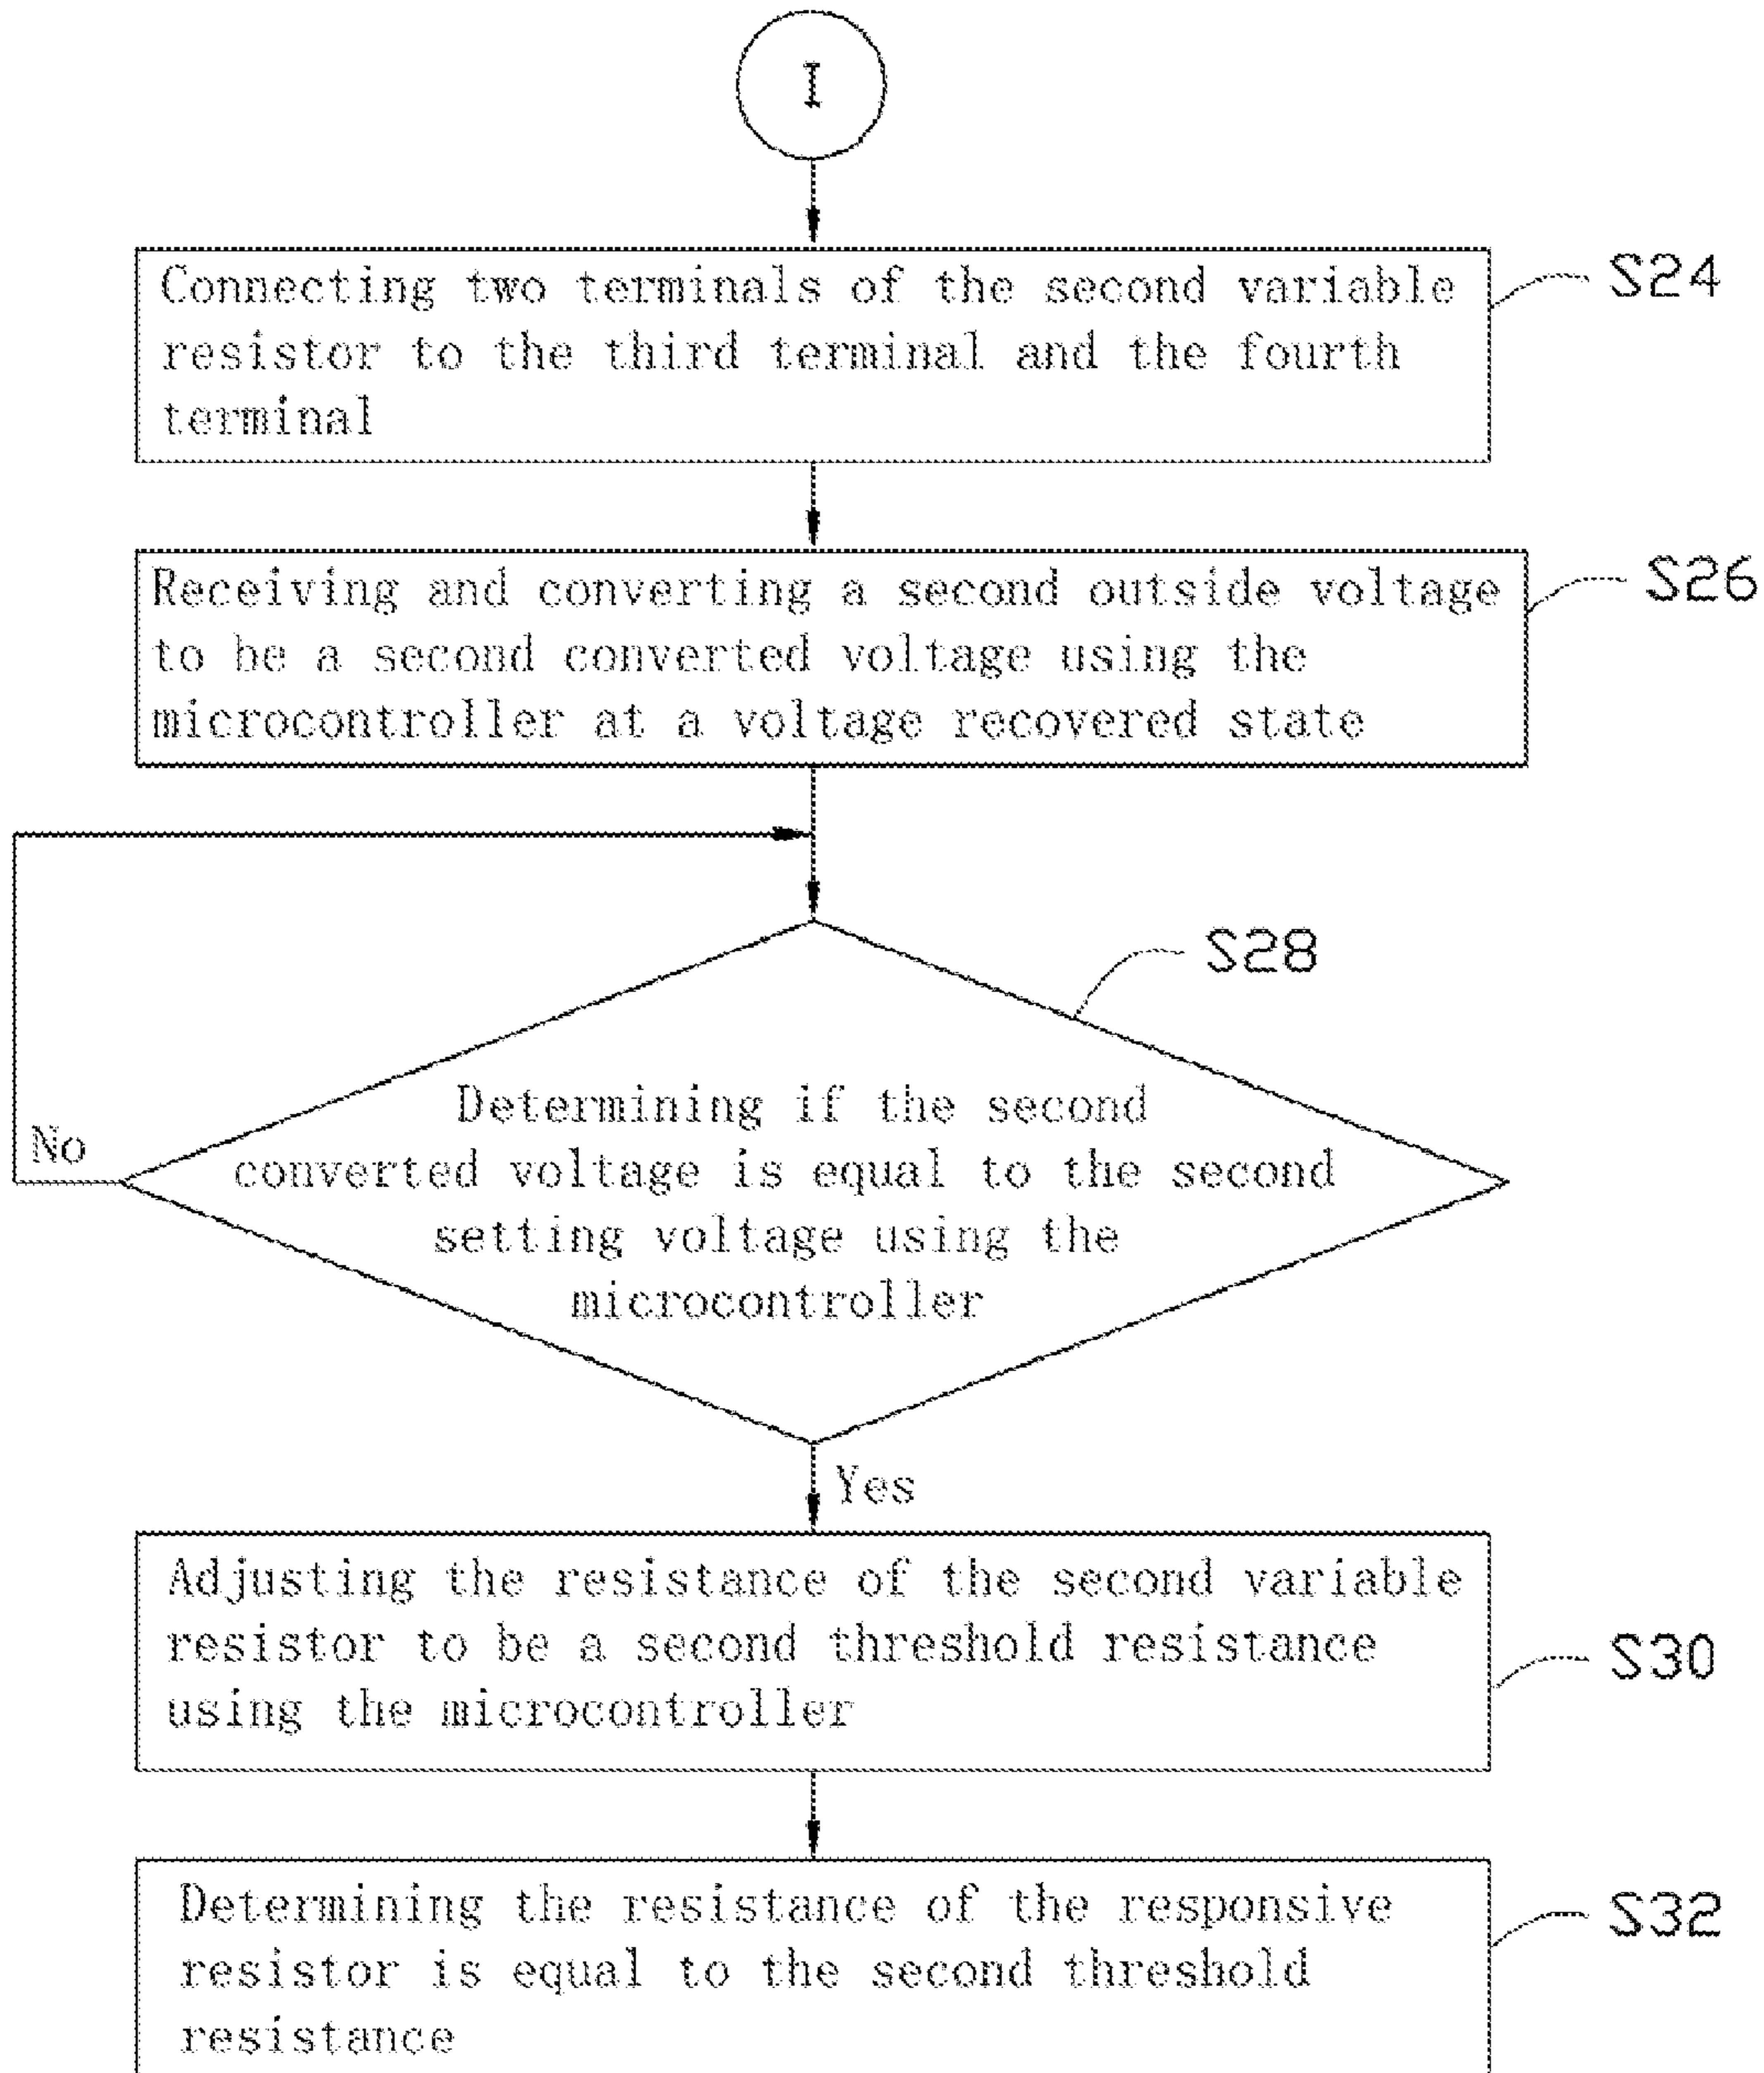 I
Connecting two terminals of the second variable
resistor to the third terminal and the fourth
terminal
S24
Receiving and converting a second outside voltage
to be a second converted voltage using the
microcontroller at a voltage recovered state
S26
S28
Determining if the second
converted voltage is equal to the second
setting voltage using the
microcontroller
No
Yes
Adjusting the resistance of the second variable
resistor to be a second threshold resistance
using the microcontroller
S30
Determining the resistance of the responsive
resistor is equal to the second threshold
resistance
S32